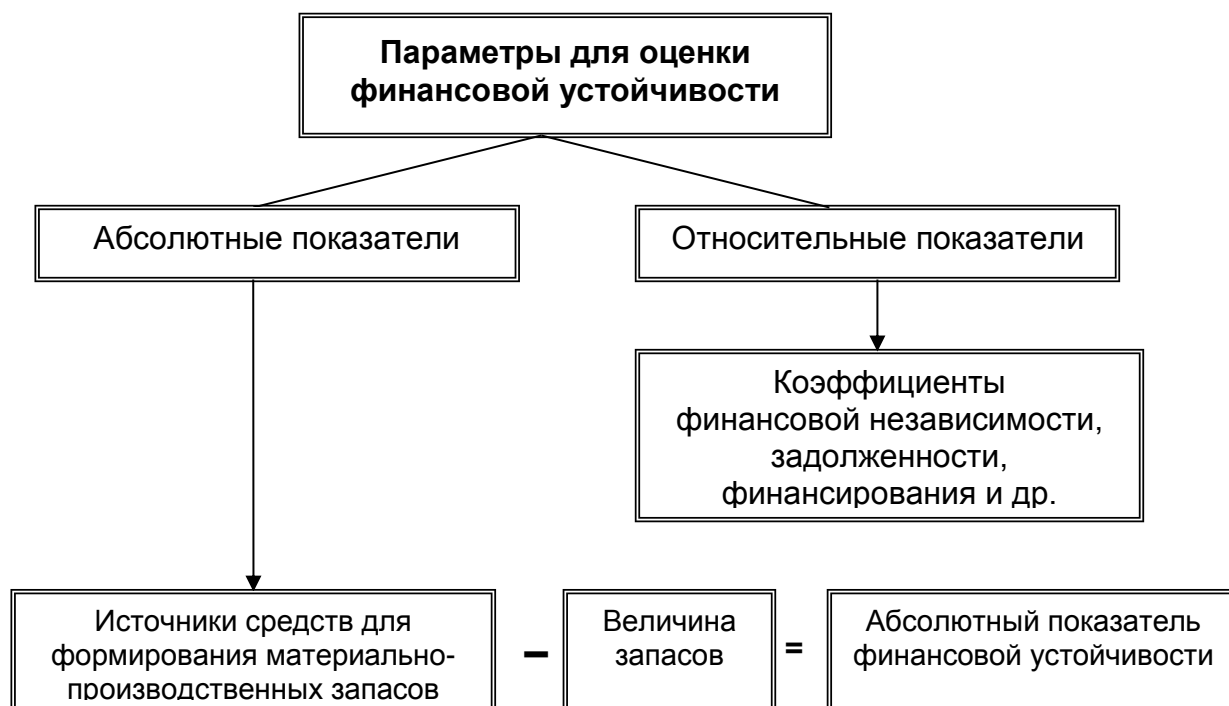 Параметры для оценки
финансовой устойчивости
Абсолютные показатели
Относительные показатели
Коэффициенты
финансовой независимости,
задолженности,
финансирования и др.
Источники средств для
формирования материально-
производственных запасов
–
Величина
запасов
=
Абсолютный показатель
финансовой устойчивости